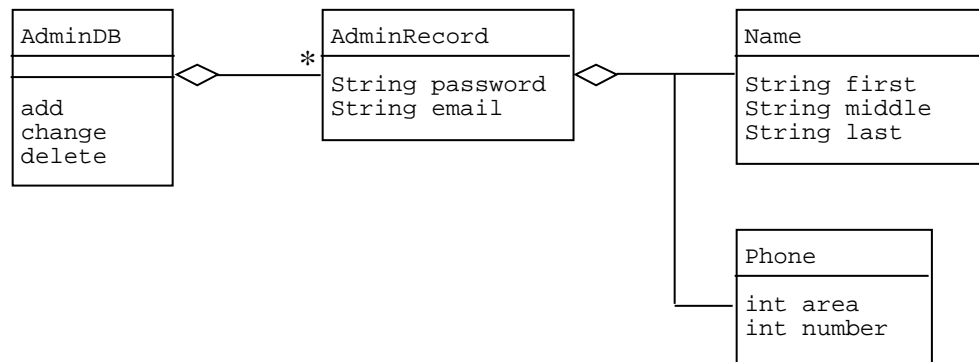 AdminDB
add
change
delete
*
AdminRecord
String password
String email
Name
String first
String middle
String last
Phone
int area
int number